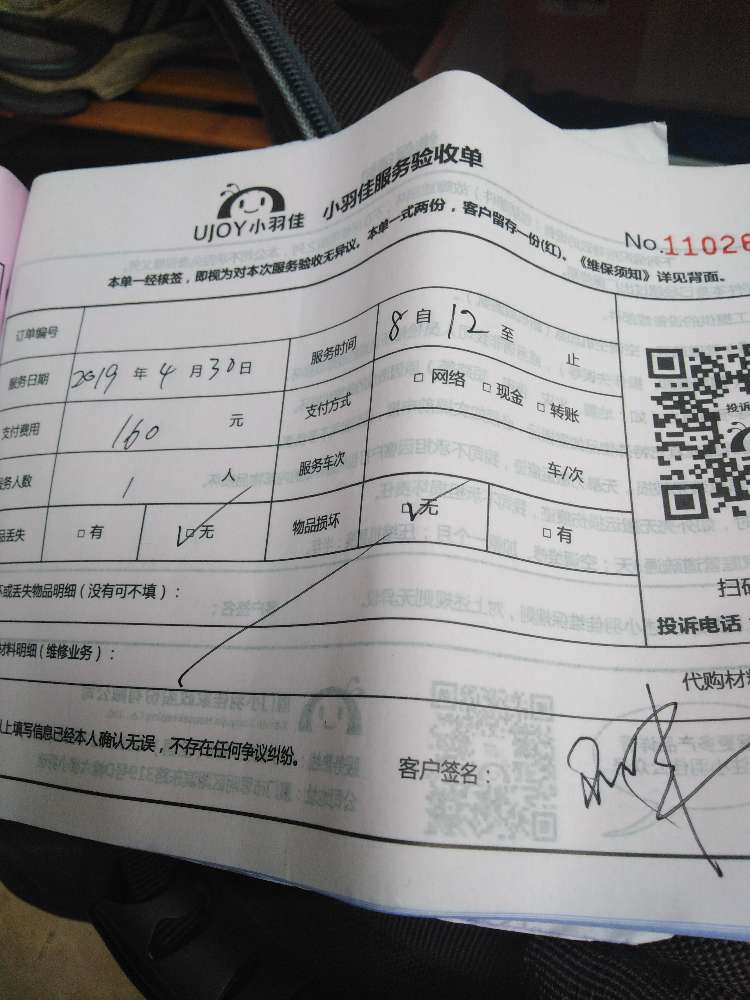 UJOY小羽佳 小羽佳服务验收单
No.11026
本单一经核签，即视为对本次服务验收无异议。本单一式两份，客户留存一份(红)。《维保须知》详见背面。
订单编号
服务日期 2019 年 4 月 30 日 服务时间 8 自 12 至 止
支付费用 160 元 支付方式 □ 网络 □ 现金 □ 转账
务人数 1 人 服务车次 车/次
品丢失 □ 有 □ 无 物品损坏 □ 无 □ 有
投诉
坏或丢失物品明细（没有可不填）：
扫码
投诉电话
材料明细（维修业务）：
代购材料
上填写信息已经本人确认无误，不存在任何争议纠纷。
客户签名：